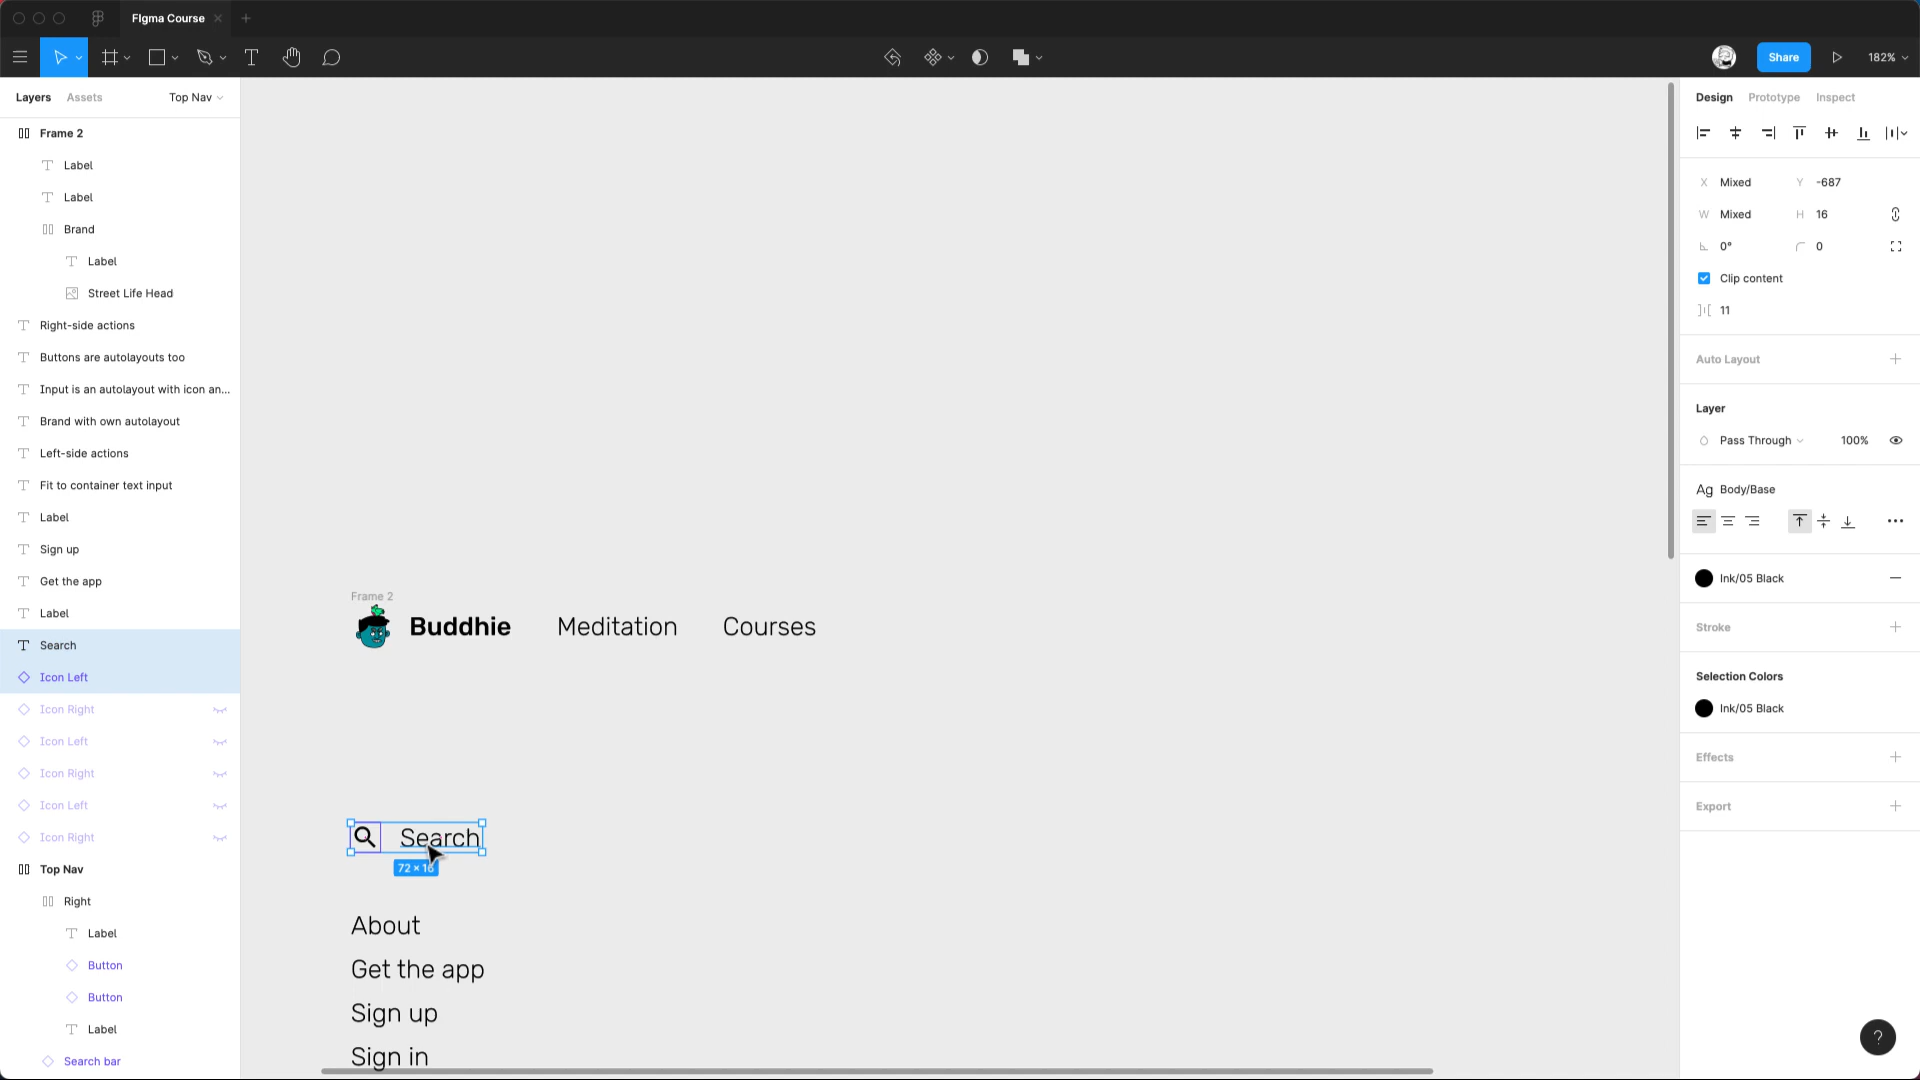 FIgma Course
Share
182%
Layers
Assets
Top Nav
Frame 2
Label
Label
Brand
Label
Street Life Head
Right-side actions
Buttons are autolayouts too
Input is an autolayout with icon an...
Brand with own autolayout
Left-side actions
Fit to container text input
Label
Sign up
Get the app
Label
Search
Icon Left
Icon Right
Icon Left
Icon Right
Icon Left
Icon Right
Top Nav
Right
Label
Button
Button
Label
Search bar
Frame 2
Buddhie Meditation Courses
Search
72 × 16
About
Get the app
Sign up
Sign in
Design Prototype Inspect
X Mixed Y -687
W Mixed H 16
0° 0
Clip content
11
Auto Layout
Layer
Pass Through 100%
Ag Body/Base
Ink/05 Black
Stroke
Selection Colors
Ink/05 Black
Effects
Export
?